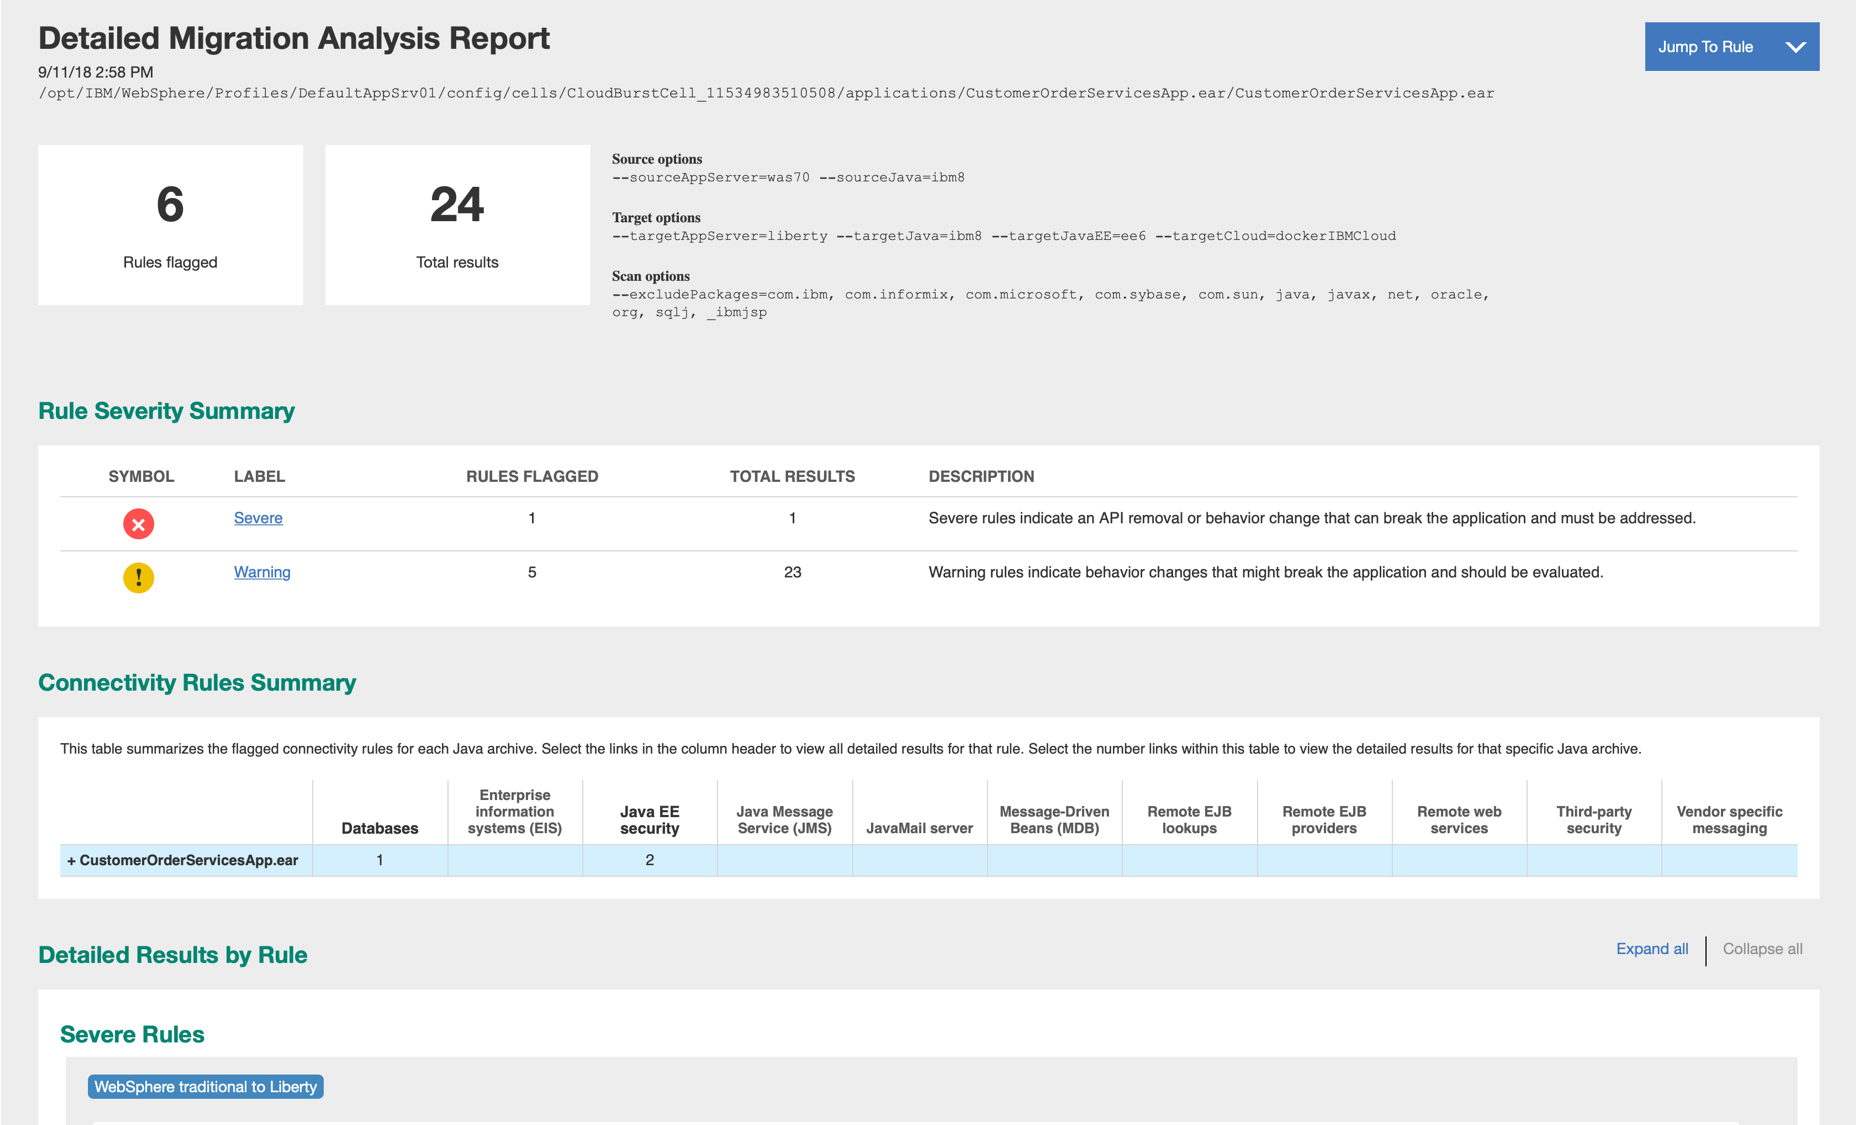 Detailed Migration Analysis Report
Jump To Rule
9/11/18 2:58 PM
/opt/IBM/WebSphere/Profiles/DefaultAppSrv01/config/cells/CloudBurstCell_11534983510508/applications/CustomerOrderServicesApp.ear/CustomerOrderServicesApp.ear
6
Rules flagged
24
Total results
Source options
--sourceAppServer=was70 --sourceJava=ibm8
Target options
--targetAppServer=liberty --targetJava=ibm8 --targetJavaEE=ee6 --targetCloud=dockerIBMCloud
Scan options
--excludePackages=com.ibm, com.informix, com.microsoft, com.sybase, com.sun, java, javax, net, oracle,
org, sqlj, _ibmjsp
Rule Severity Summary
SYMBOL LABEL RULES FLAGGED TOTAL RESULTS DESCRIPTION
Severe 1 1 Severe rules indicate an API removal or behavior change that can break the application and must be addressed.
Warning 5 23 Warning rules indicate behavior changes that might break the application and should be evaluated.
Connectivity Rules Summary
This table summarizes the flagged connectivity rules for each Java archive. Select the links in the column header to view all detailed results for that rule. Select the number links within this table to view the detailed results for that specific Java archive.
Databases
Enterprise
information
systems (EIS)
Java EE
security
Java Message
Service (JMS)
JavaMail server
Message-Driven
Beans (MDB)
Remote EJB
lookups
Remote EJB
providers
Remote web
services
Third-party
security
Vendor specific
messaging
+ CustomerOrderServicesApp.ear 1 2
Detailed Results by Rule
Expand all | Collapse all
Severe Rules
WebSphere traditional to Liberty